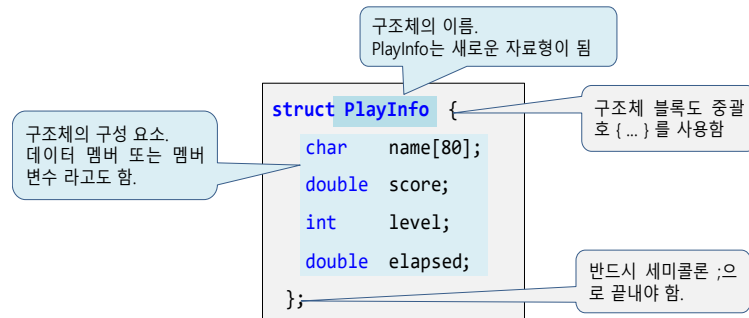 구조체의 이름.
PlayInfo는 새로운 자료형이 됨
struct PlayInfo {
구조체 블록도 중괄
호 { ... } 를 사용함
구조체의 구성 요소.
데이터 멤버 또는 멤버
변수 라고도 함.
char name[80];
double score;
int level;
double elapsed;
};
반드시 세미콜론 ;으
로 끝내야 함.